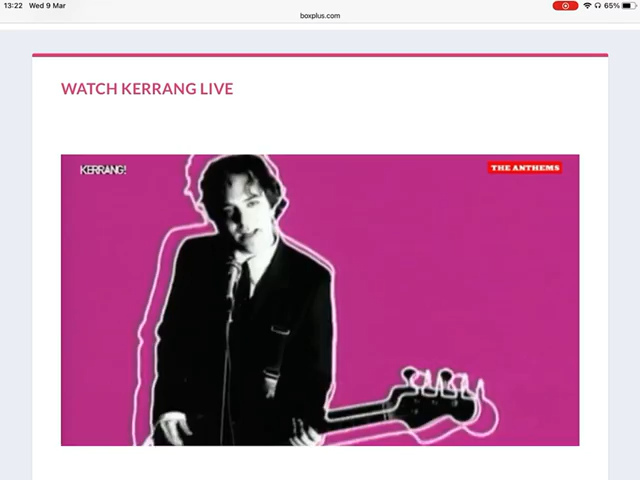 13:22 Wed 9 Mar
65%
boxplus.com
WATCH KERRANG LIVE
KERRANG!
THE ANTHEMS